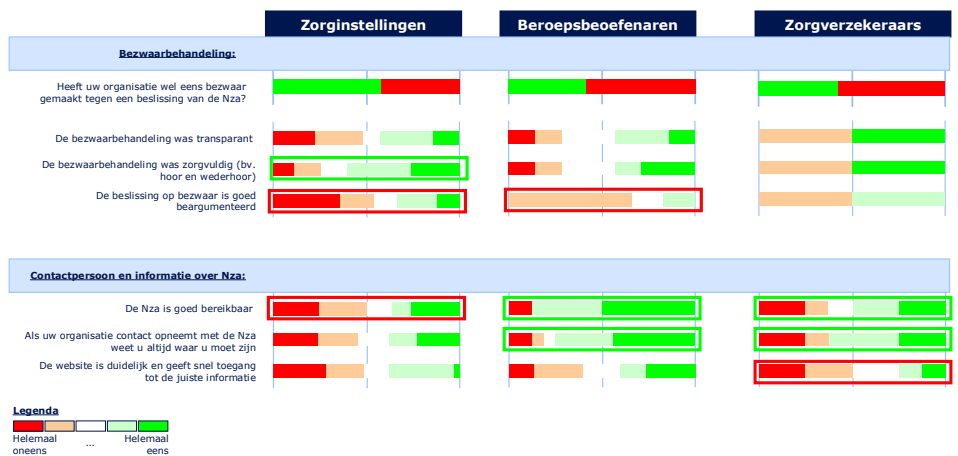 Zorginstellingen
Beroepsbeoefenaren
Zorgverzekeraars
Bezwaarbehandeling:
Heeft uw organisatie wel eens bezwaar
gemaakt tegen een beslissing van de Nza?
De bezwaarbehandeling was transparant
De bezwaarbehandeling was zorgvuldig (bv.
hoor en wederhoor)
De beslissing op bezwaar is goed
beargumenteerd
Contactpersoon en informatie over Nza:
De Nza is goed bereikbaar
Als uw organisatie contact opneemt met de Nza
weet u altijd waar u moet zijn
De website is duidelijk en geeft snel toegang
tot de juiste informatie
Legenda
Helemaal
oneens
...
Helemaal
eens